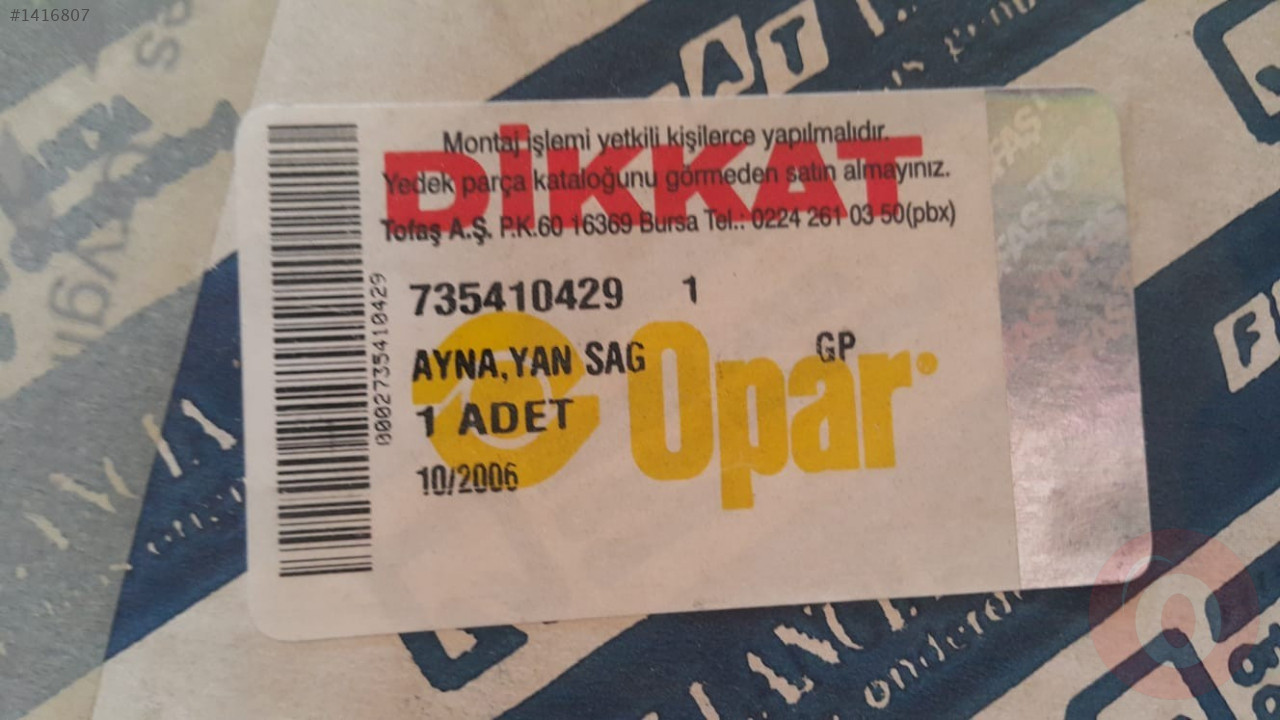 #1416807
AT
Montaj işlemi yetkili kişilerce yapılmalıdır.
DİKKAT
Yedek parça kataloğunu görmeden satın almayınız.
Tofaş A.Ş. P.K.60 16369 Bursa Tel.: 0224 261 03 50(pbx)
735410429 1
0002735410429
AYNA,YAN SAG GP
Opar
1 ADET
10/2006